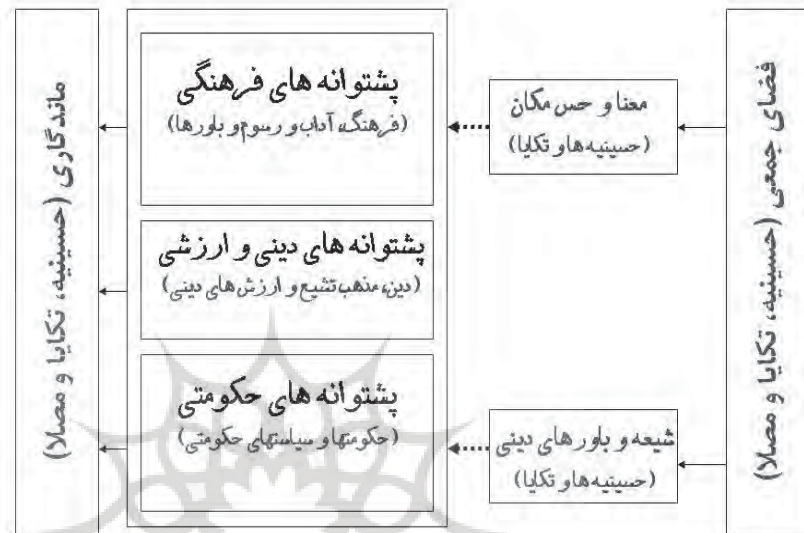 فضای جمعی (حسینیه، تکایا و مصلا)
معنا و حس مکان
(حسینیه‌ها و تکایا)
شیعه و باورهای دینی
(حسینیه‌ها و تکایا)
پشتوانه های فرهنگی
(فرهنگ، آداب و رسوم و باورها)
پشتوانه های دینی و ارزشی
(دین، مذهب تشیع و ارزش های دینی)
پشتوانه های حکومتی
(حکومتها و سیاستهای حکومتی)
ماندگاری (حسینیه، تکایا و مصلا)